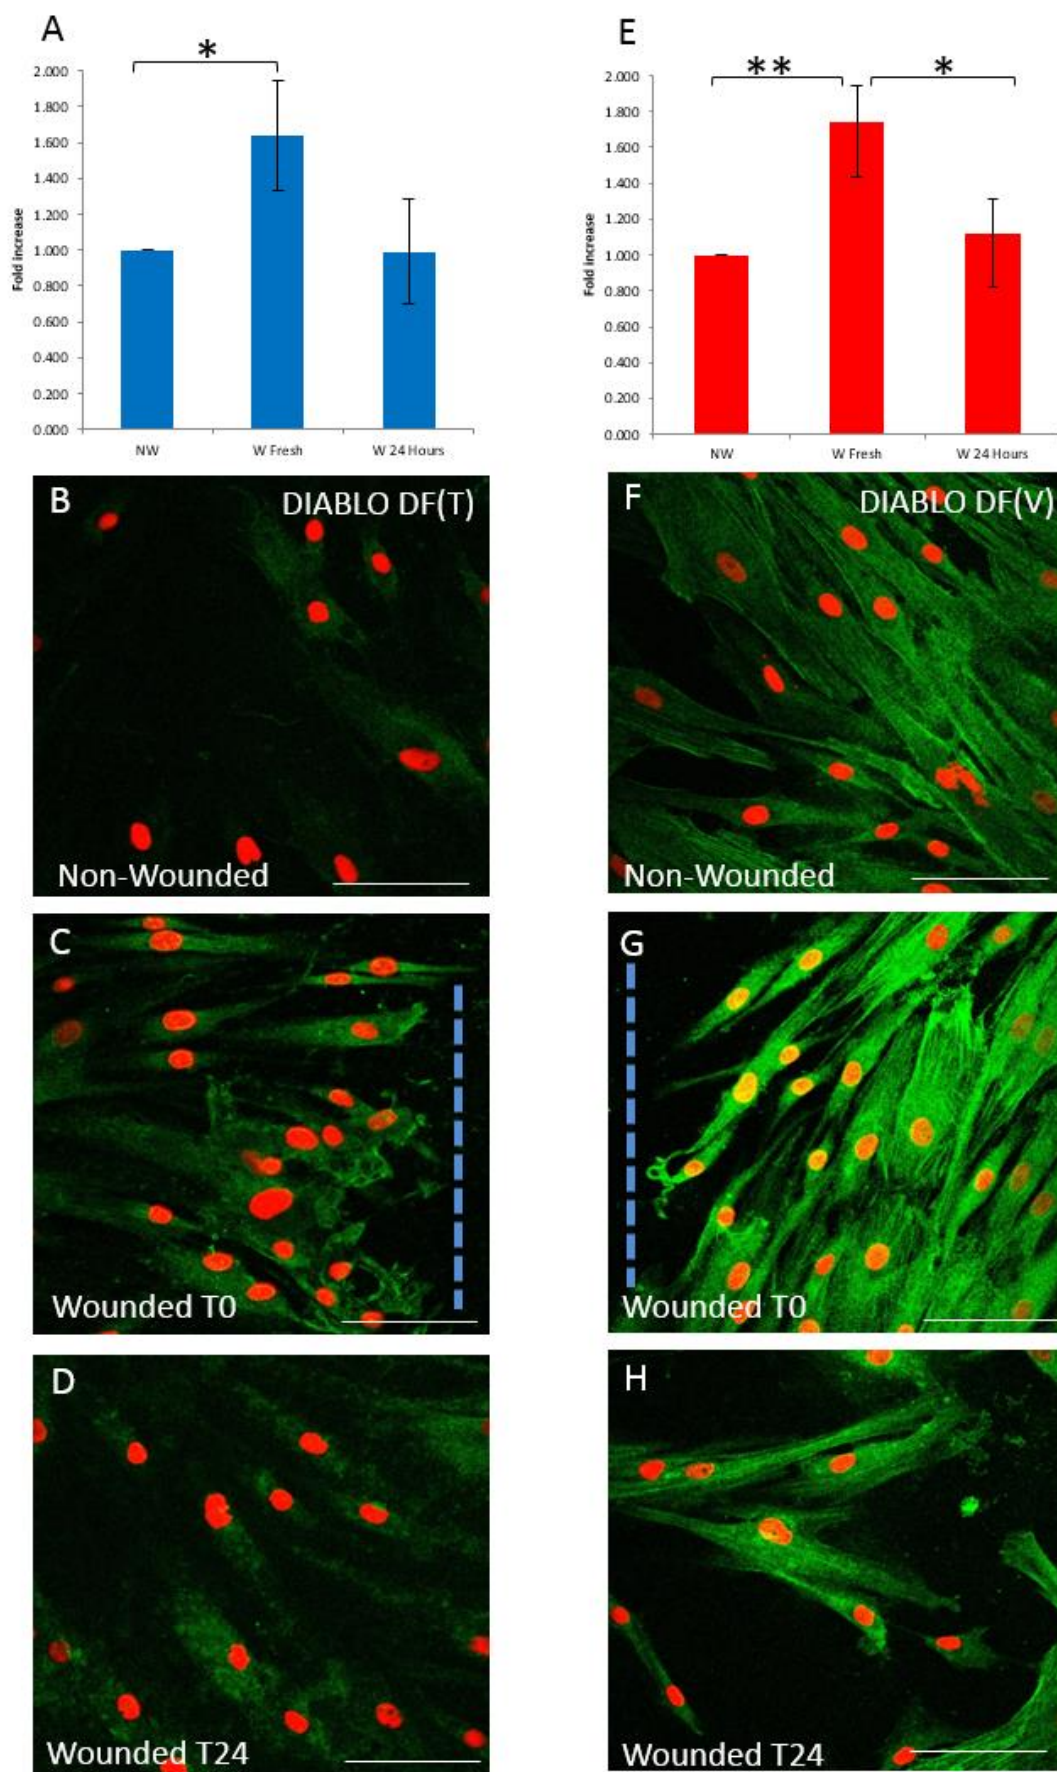 A
*
2.000
1.800
1.600
1.400
1.200
1.000
0.800
0.600
0.400
0.200
0.000
Fold increase
NW W Fresh W 24 Hours
E
** *
2.000
1.800
1.600
1.400
1.200
1.000
0.800
0.600
0.400
0.200
0.000
Fold increase
NW W Fresh W 24 Hours
B DIABLO DF(T)
Non-Wounded
F DIABLO DF(V)
Non-Wounded
C
Wounded T0
G
Wounded T0
D
Wounded T24
H
Wounded T24